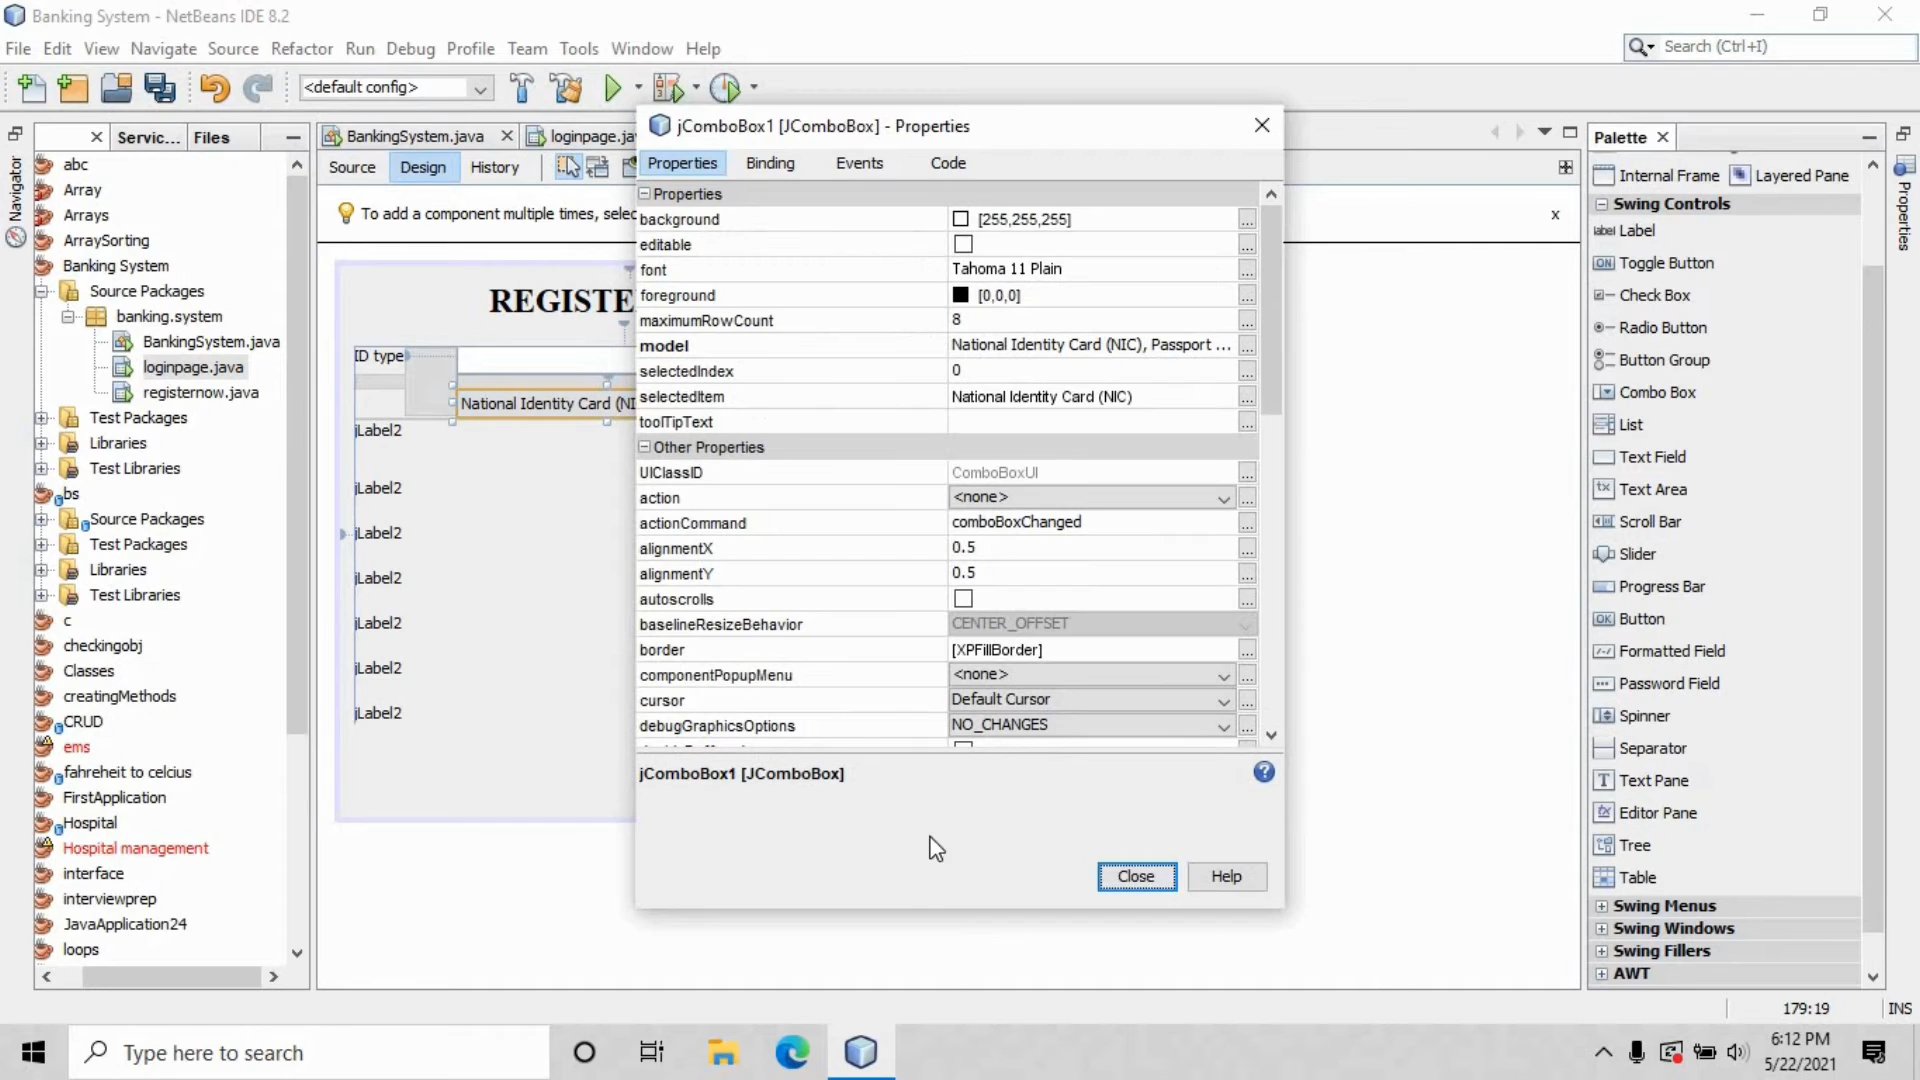 Banking System - NetBeans IDE 8.2
File Edit View Navigate Source Refactor Run Debug Profile Team Tools Window Help
Search (Ctrl+I)
<default config>
Servic... Files
BankingSystem.java
loginpage.ja
Source Design History
To add a component multiple times, selec
x
Navigator
abc
Array
Arrays
ArraySorting
Banking System
Source Packages
banking.system
BankingSystem.java
loginpage.java
registernow.java
Test Packages
Libraries
Test Libraries
bs
Source Packages
Test Packages
Libraries
Test Libraries
c
checkingobj
Classes
creatingMethods
CRUD
ems
fahreheit to celcius
FirstApplication
Hospital
Hospital management
interface
interviewprep
JavaApplication24
loops
REGISTE
ID type
National Identity Card (NI
jLabel2
jLabel2
jLabel2
jLabel2
jLabel2
jLabel2
jLabel2
jComboBox1 [JComboBox] - Properties
Properties Binding Events Code
Properties
background [255,255,255] ...
editable ...
font Tahoma 11 Plain ...
foreground [0,0,0] ...
maximumRowCount 8 ...
model National Identity Card (NIC), Passport ... ...
selectedIndex 0 ...
selectedItem National Identity Card (NIC) ...
toolTipText ...
Other Properties
UIClassID ComboBoxUI ...
action <none> ...
actionCommand comboBoxChanged ...
alignmentX 0.5 ...
alignmentY 0.5 ...
autoscrolls ...
baselineResizeBehavior CENTER_OFFSET
border [XPFillBorder] ...
componentPopupMenu <none> ...
cursor Default Cursor ...
debugGraphicsOptions NO_CHANGES ...
jComboBox1 [JComboBox]
Close Help
Palette
Internal Frame Layered Pane
Swing Controls
label Label
ON Toggle Button
Check Box
Radio Button
Button Group
Combo Box
List
Text Field
Text Area
Scroll Bar
Slider
Progress Bar
OK Button
Formatted Field
Password Field
Spinner
Separator
T Text Pane
Editor Pane
Tree
Table
Swing Menus
Swing Windows
Swing Fillers
AWT
Properties
179:19 INS
Type here to search
6:12 PM
5/22/2021